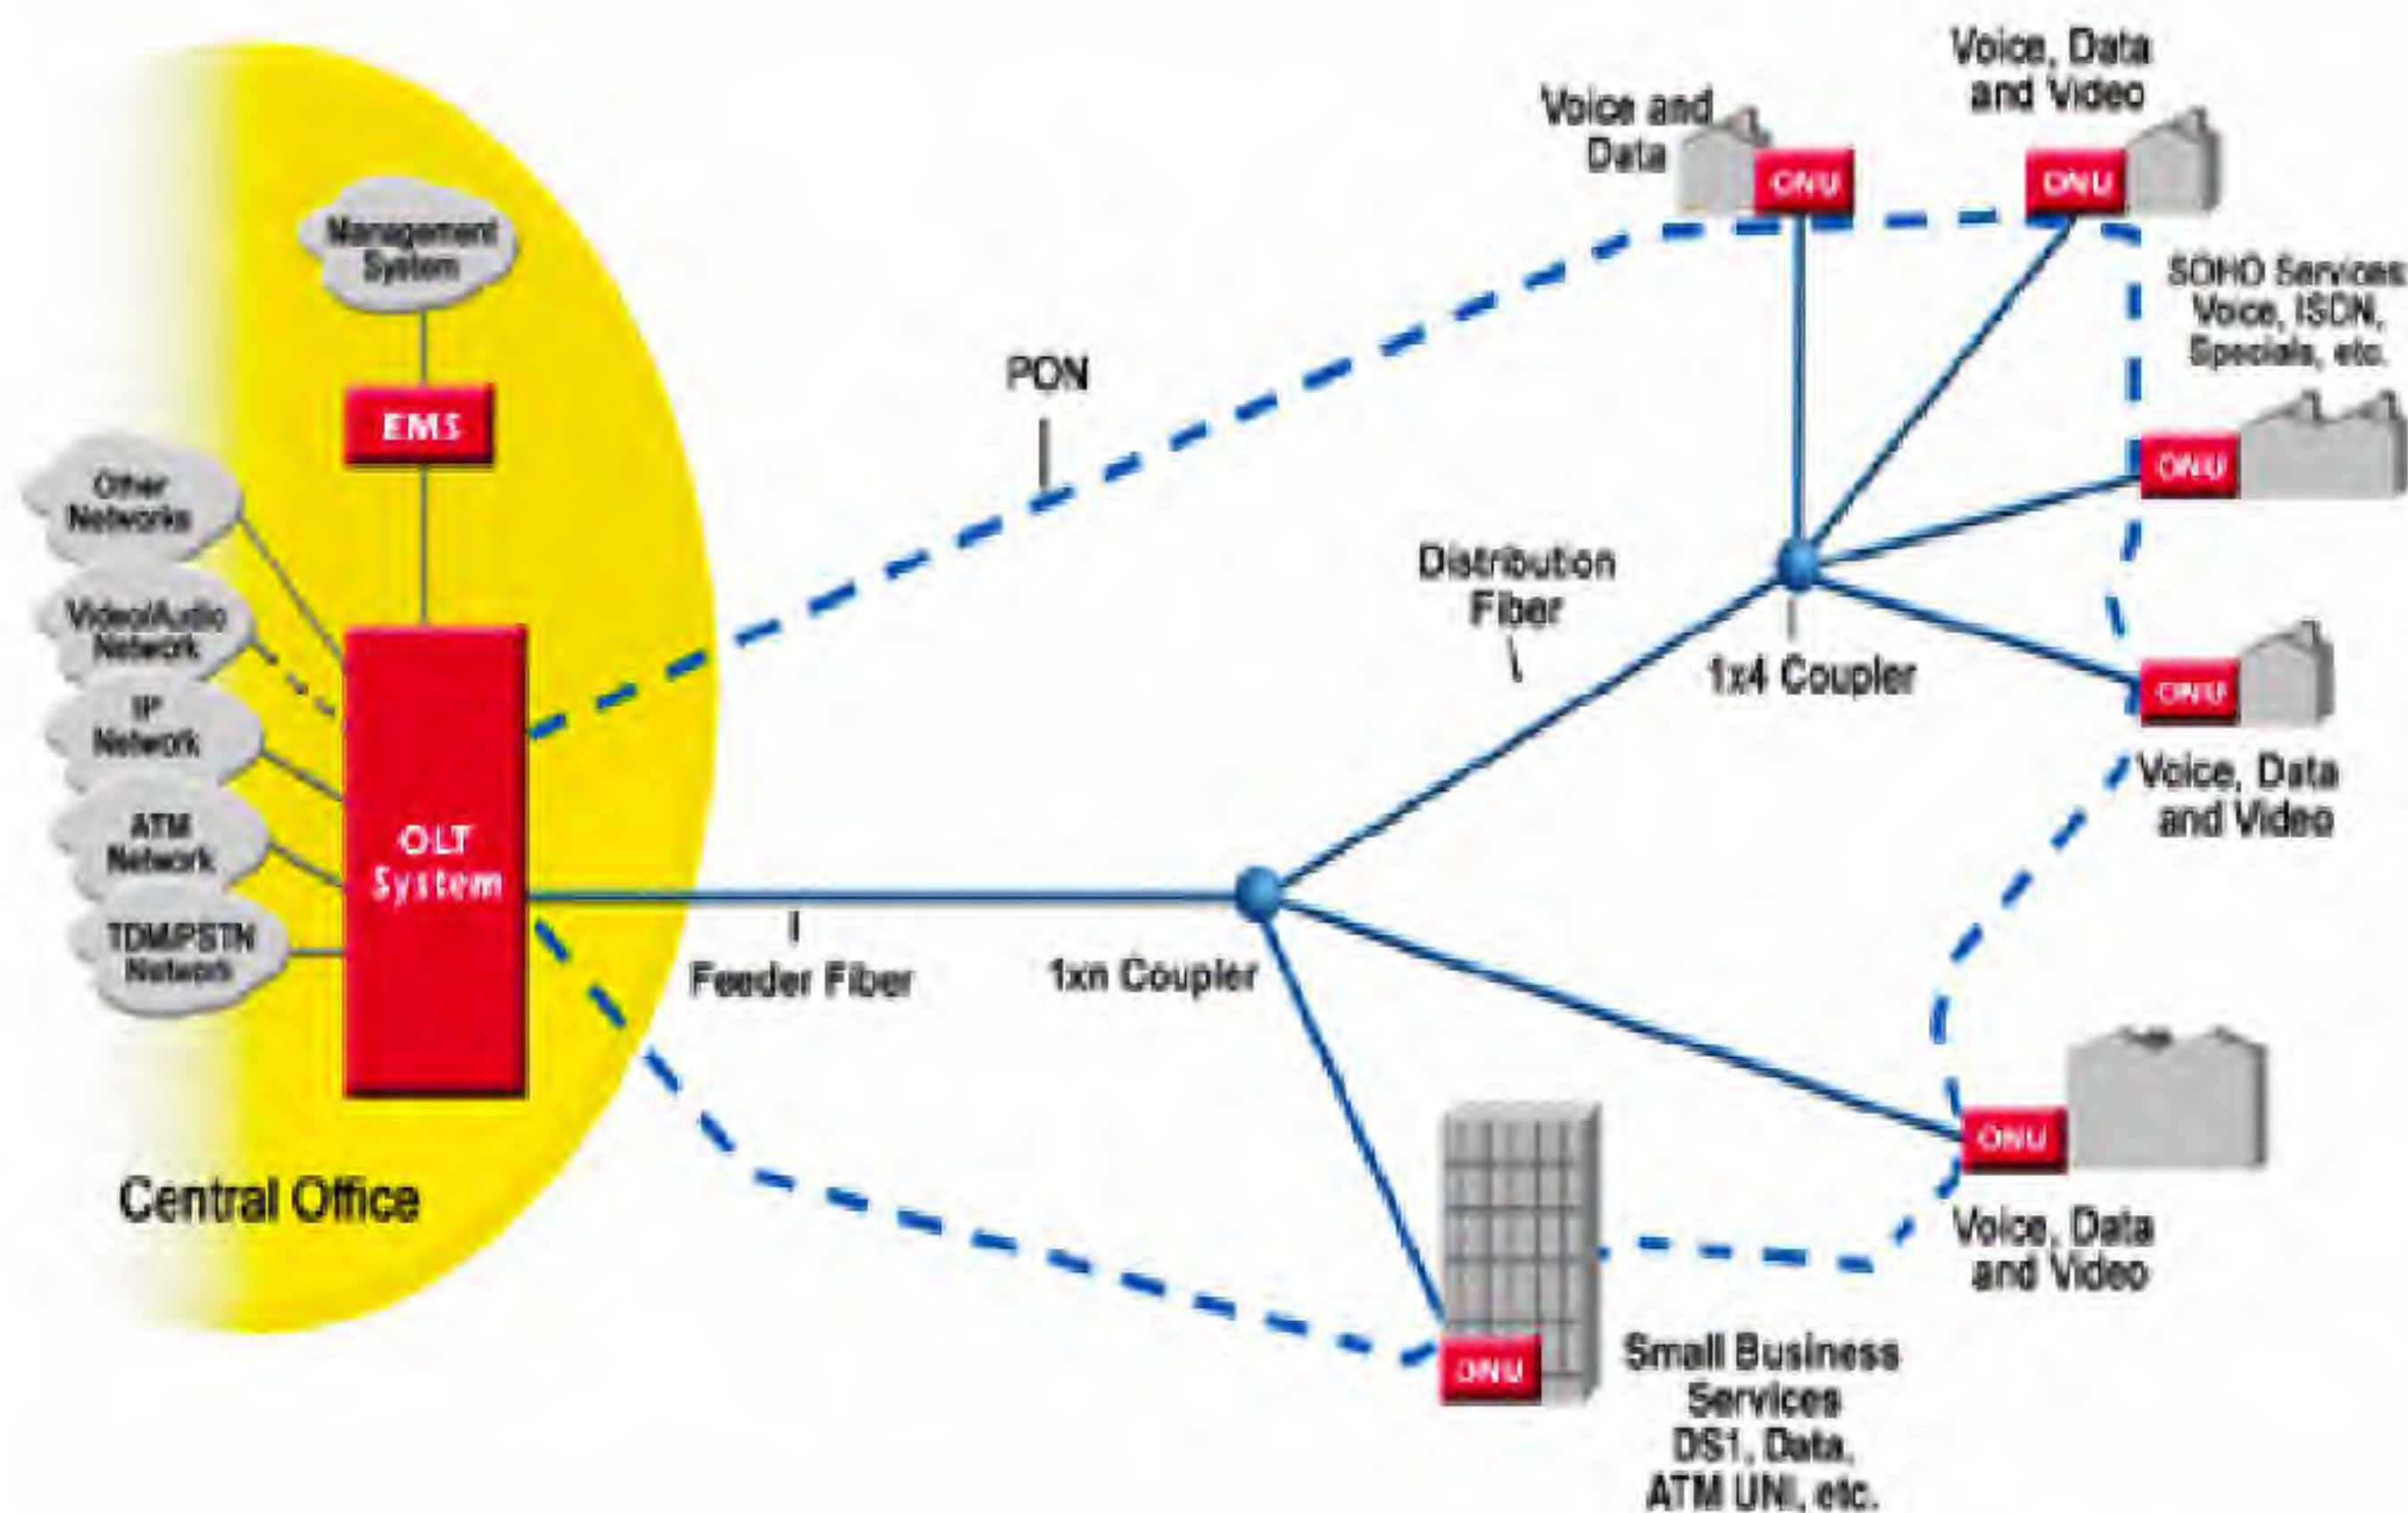 Voice, Data
and Video
Voice and
Data
ONU
ONU
Management
System
SOHO Services
Voice, ISDN,
Specials, etc.
PON
EMS
ONU
Other
Networks
Distribution
Fiber
Video/Audio
Network
1x4 Coupler
ONU
IP
Network
Voice, Data
and Video
ATM
Network
OLT
System
TDM/PSTN
Network
Feeder Fiber
1xn Coupler
ONU
Central Office
Voice, Data
and Video
ONU
Small Business
Services
DS1, Data,
ATM UNI, etc.